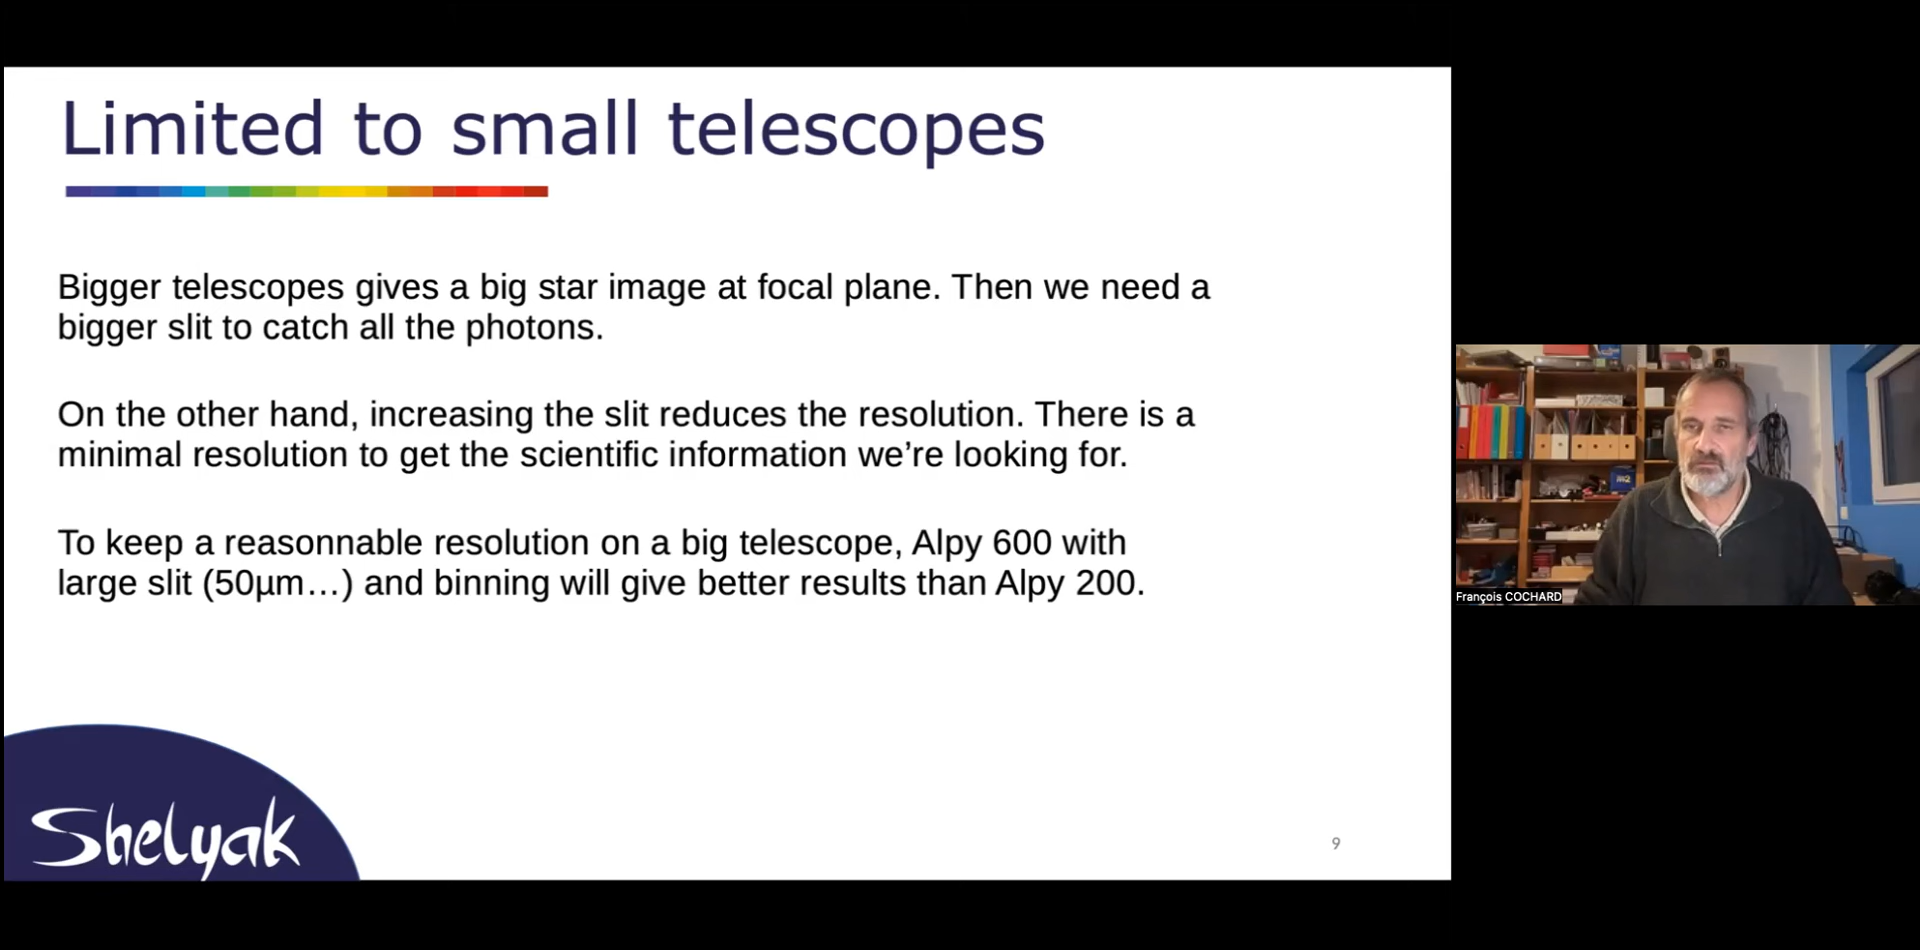 Limited to small telescopes
Bigger telescopes gives a big star image at focal plane. Then we need a
bigger slit to catch all the photons.
On the other hand, increasing the slit reduces the resolution. There is a
minimal resolution to get the scientific information we’re looking for.
To keep a reasonnable resolution on a big telescope, Alpy 600 with
large slit (50µm…) and binning will give better results than Alpy 200.
Shelyak
9
François COCHARD